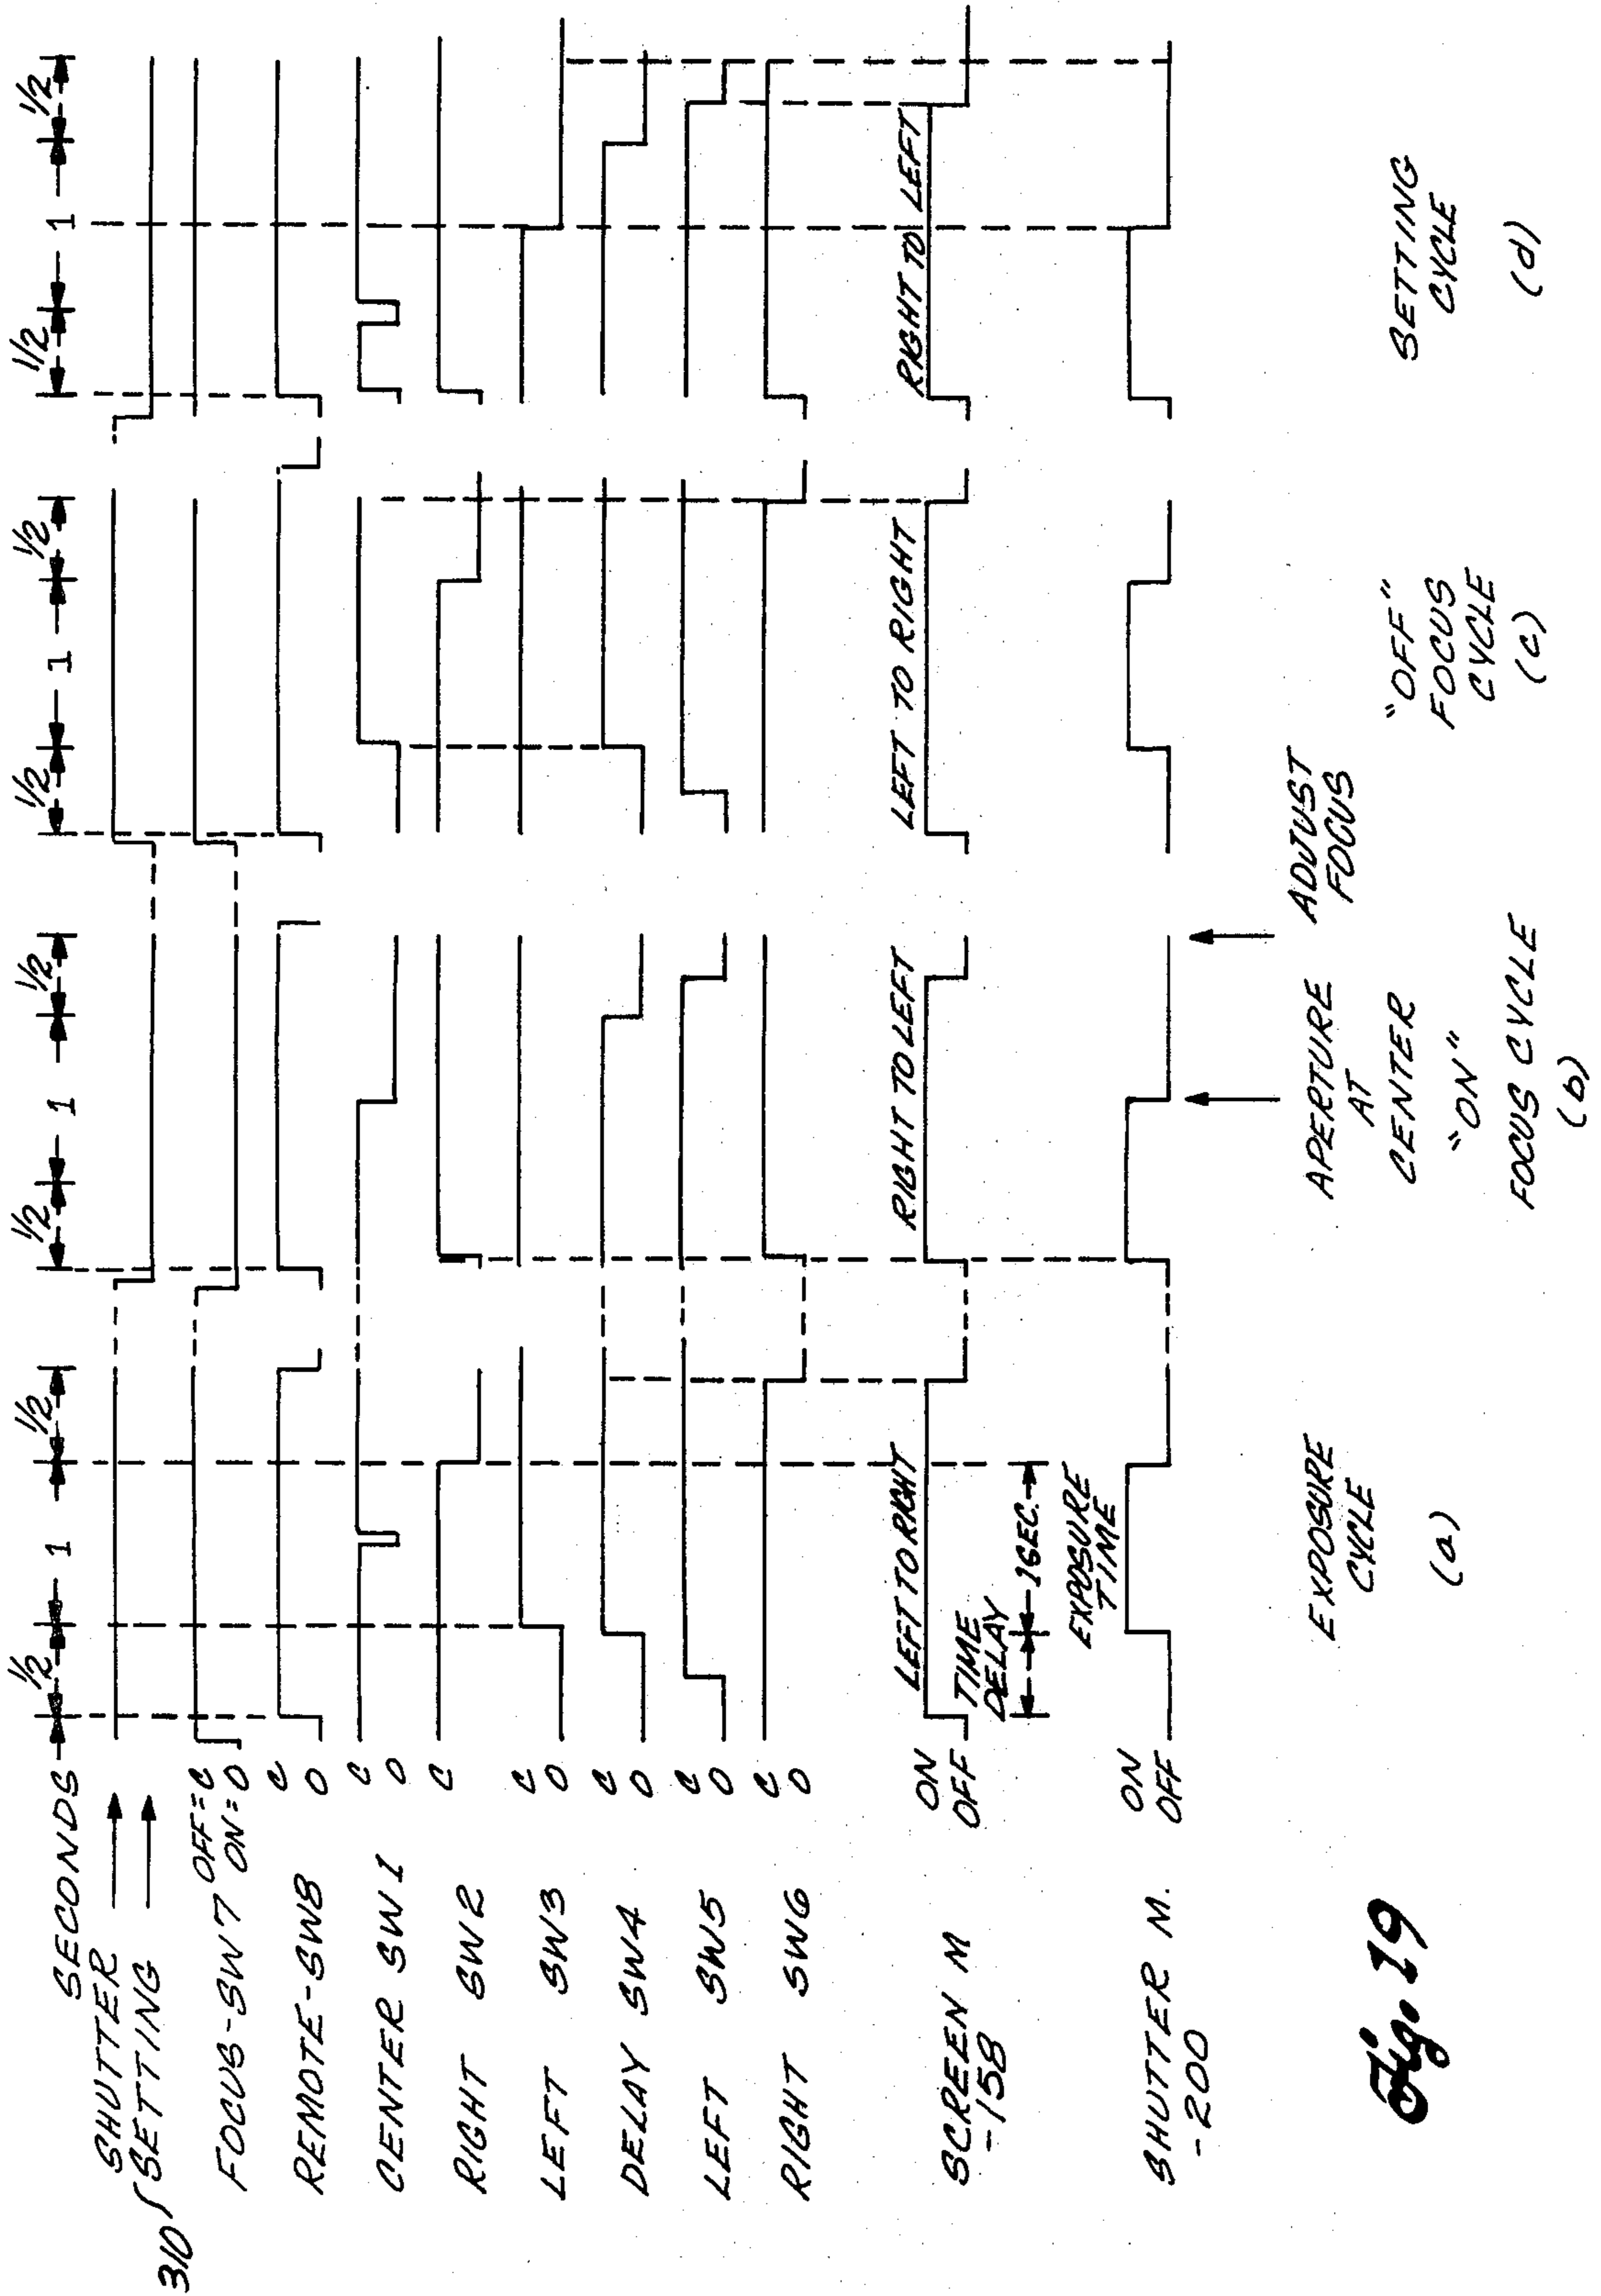 SECONDS 1/2 1 1/2 1/2 1 1/2 1/2 1 1/2 1/2 1 1/2
SHUTTER
310 SETTING
FOCUS-SW7 OFF=C
ON=O
REMOTE-SW8 C
O
CENTER SW1 C
O
RIGHT SW2 C
LEFT SW3 C
O
DELAY SW4 C
O
LEFT SW5 C
O
RIGHT SW6 C
O
SCREEN M
-158
ON
OFF
LEFT TO RIGHT
RIGHT TO LEFT
LEFT TO RIGHT
RIGHT TO LEFT
TIME
DELAY
1SEC.
EXPOSURE
TIME
SHUTTER M.
-200
ON
OFF
EXPOSURE
CYCLE
(a)
APERTURE
AT
CENTER
"ON"
FOCUS CYCLE
(b)
ADJUST
FOCUS
"OFF"
FOCUS
CYCLE
(c)
SETTING
CYCLE
(d)
Fig. 19